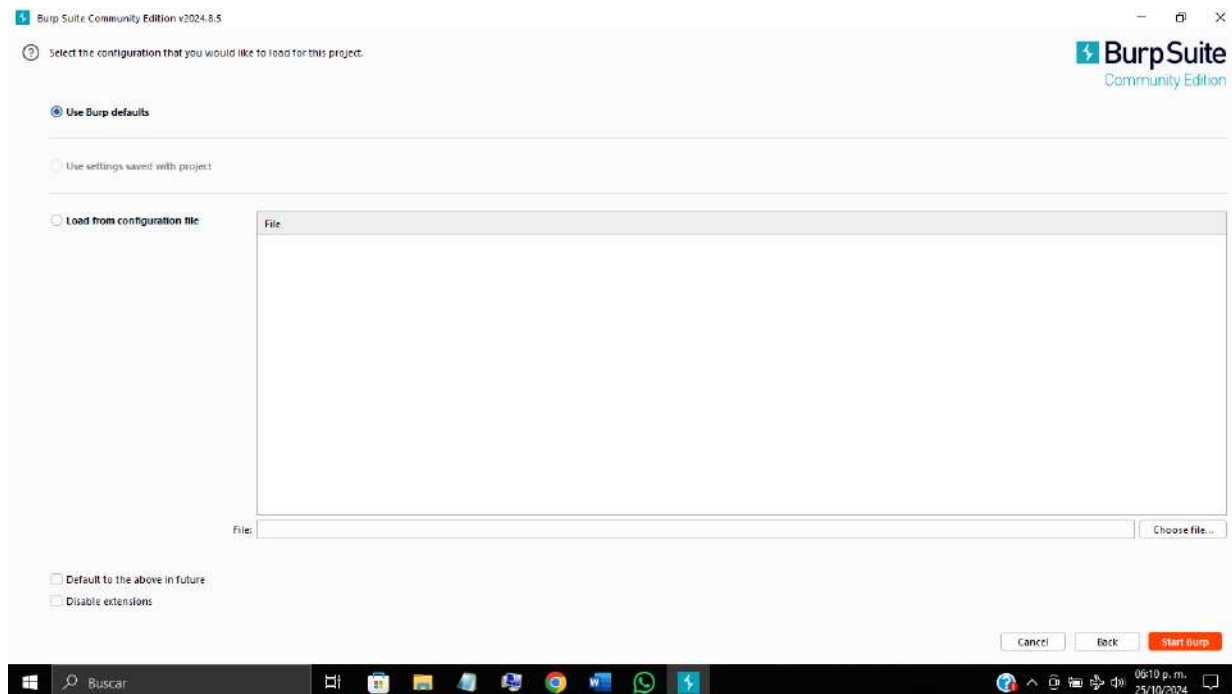 Burp Suite Community Edition v2024.8.5
Select the configuration that you would like to load for this project.
BurpSuite
Community Edition
Use Burp defaults
Use settings saved with project
Load from configuration file
File
File:
Choose file...
Default to the above in future
Disable extensions
Cancel
Back
Start Burp
Buscar
06:10 p. m.
25/10/2024